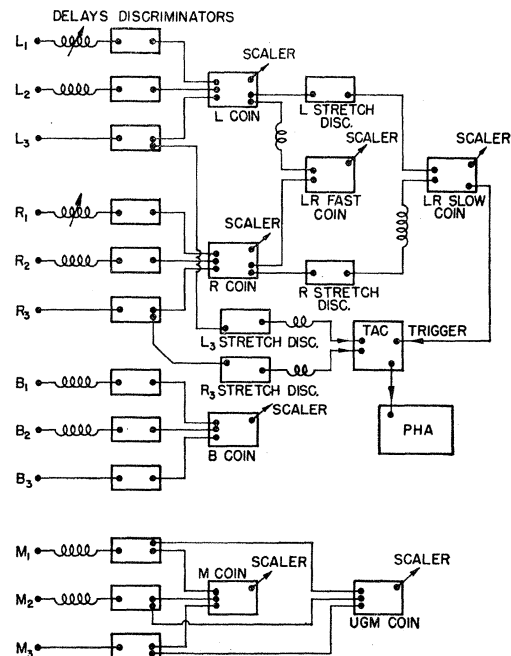 DELAYS DISCRIMINATORS
L1
SCALER
L2
L COIN
L STRETCH
DISC.
SCALER
SCALER
L3
LR FAST
COIN
LR SLOW
COIN
R1
SCALER
R2
R COIN
R STRETCH
DISC.
R3
L3 STRETCH DISC.
TAC
TRIGGER
R3 STRETCH DISC.
B1
SCALER
B2
PHA
B COIN
B3
M1
M COIN
SCALER
SCALER
M2
UGM COIN
M3